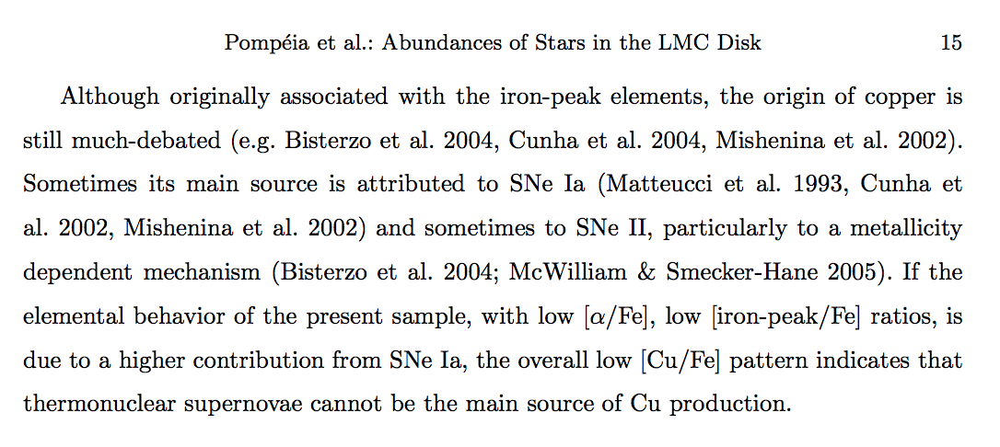 Pompéia et al.: Abundances of Stars in the LMC Disk 15
Although originally associated with the iron-peak elements, the origin of copper is
still much-debated (e.g. Bisterzo et al. 2004, Cunha et al. 2004, Mishenina et al. 2002).
Sometimes its main source is attributed to SNe Ia (Matteucci et al. 1993, Cunha et
al. 2002, Mishenina et al. 2002) and sometimes to SNe II, particularly to a metallicity
dependent mechanism (Bisterzo et al. 2004; McWilliam & Smecker-Hane 2005). If the
elemental behavior of the present sample, with low [α/Fe], low [iron-peak/Fe] ratios, is
due to a higher contribution from SNe Ia, the overall low [Cu/Fe] pattern indicates that
thermonuclear supernovae cannot be the main source of Cu production.